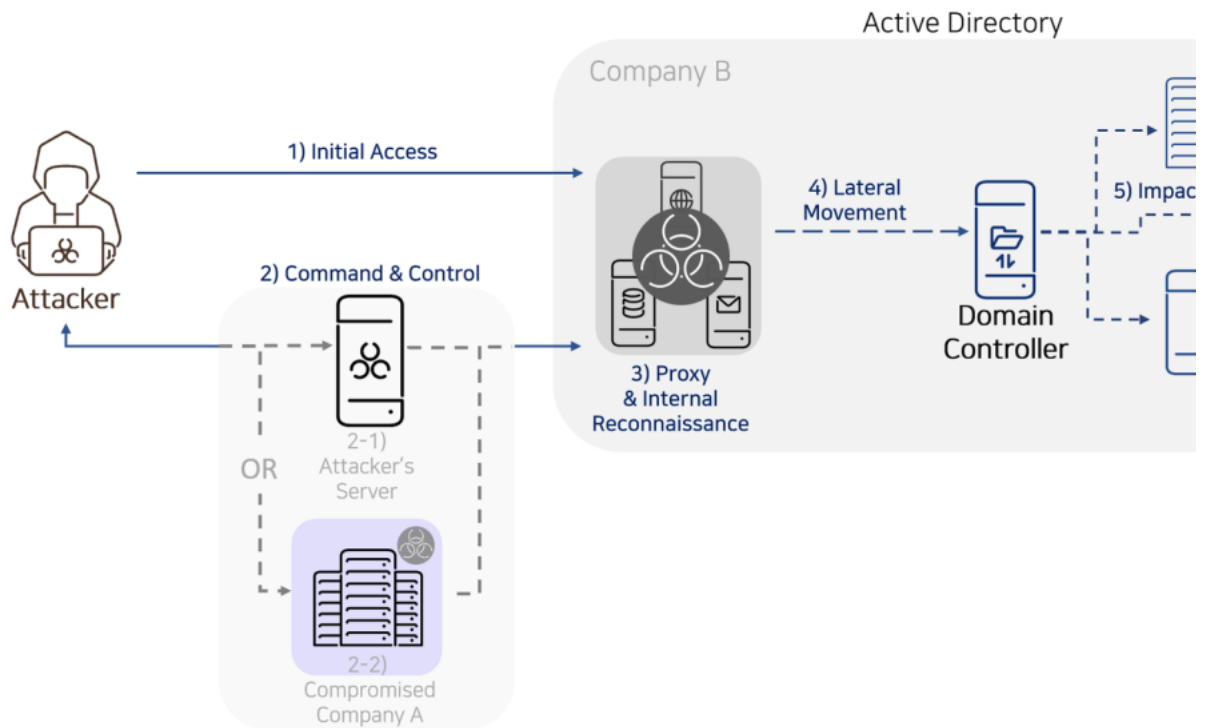 Active Directory
Company B
1) Initial Access
4) Lateral
Movement
5) Impac
Attacker
2) Command & Control
Domain
Controller
3) Proxy
& Internal
Reconnaissance
2-1)
Attacker's
Server
OR
2-2)
Compromised
Company A